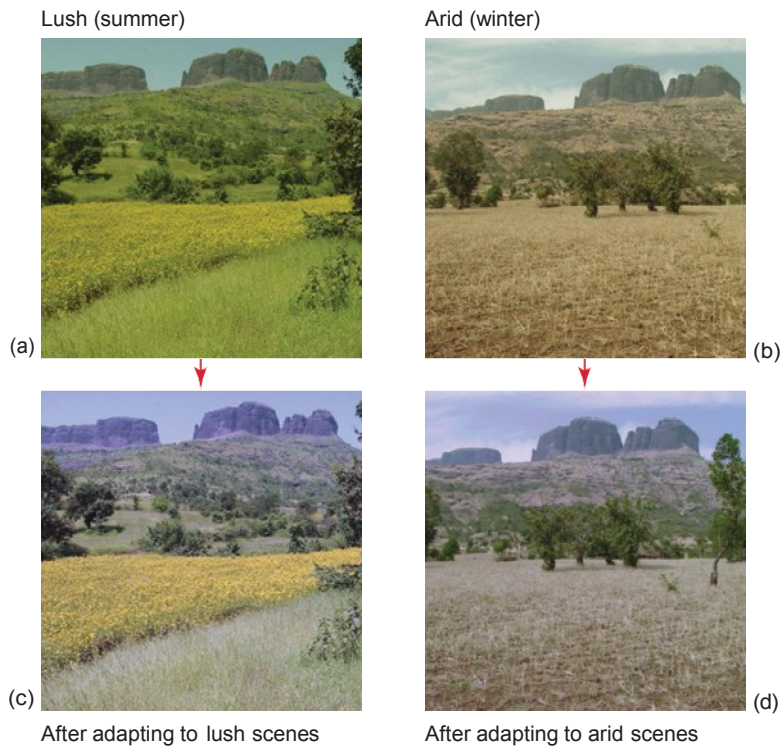 Lush (summer)
Arid (winter)
(a)
(b)
(c)
(d)
After adapting to lush scenes
After adapting to arid scenes